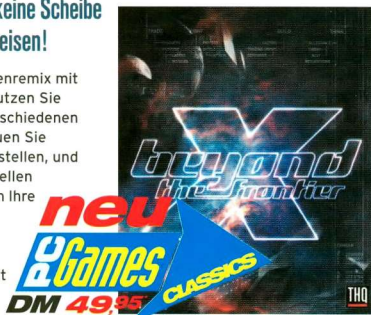 keine Scheibe
eisen!
enremix mit
utzen Sie
schiedenen
uen Sie
stellen, und
ellen
n Ihre
t
X
beyond
the frontier
THQ
neu
PC Games
CLASSICS
DM 49,95